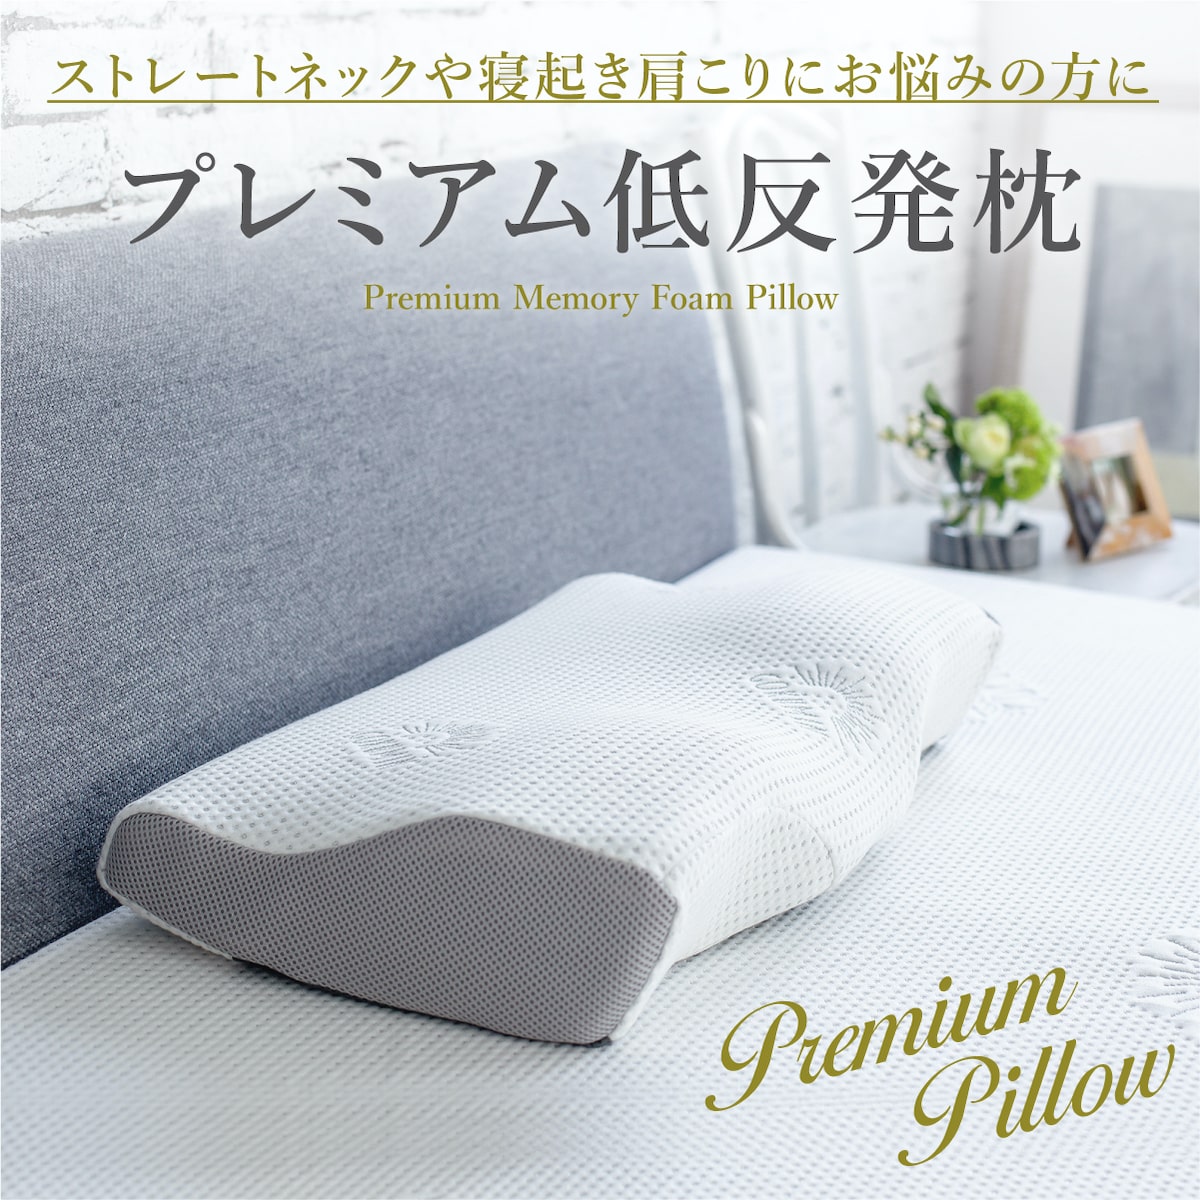 ストレートネックや寝起き肩こりにお悩みの方に
プレミアム低反発枕
Premium Memory Foam Pillow
Premium
Pillow